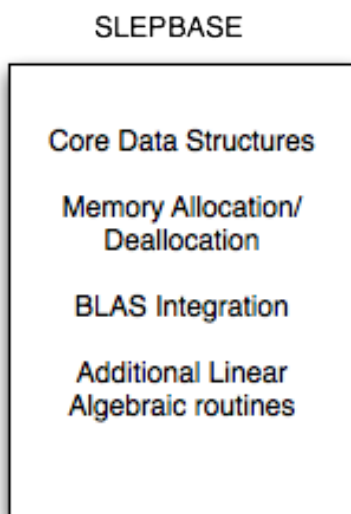 SLEPBASE
Core Data Structures
Memory Allocation/
Deallocation
BLAS Integration
Additional Linear
Algebraic routines